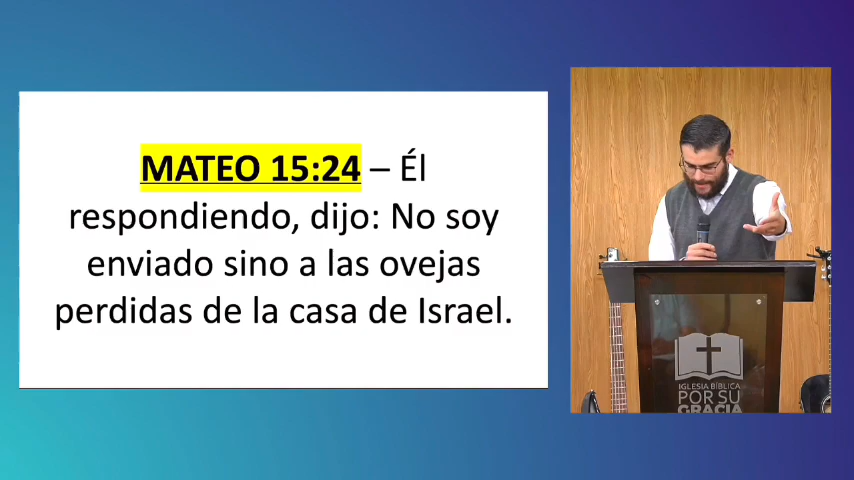 MATEO 15:24 – Él
respondiendo, dijo: No soy
enviado sino a las ovejas
perdidas de la casa de Israel.
IGLESIA BÍBLICA
POR SU
GRACIA